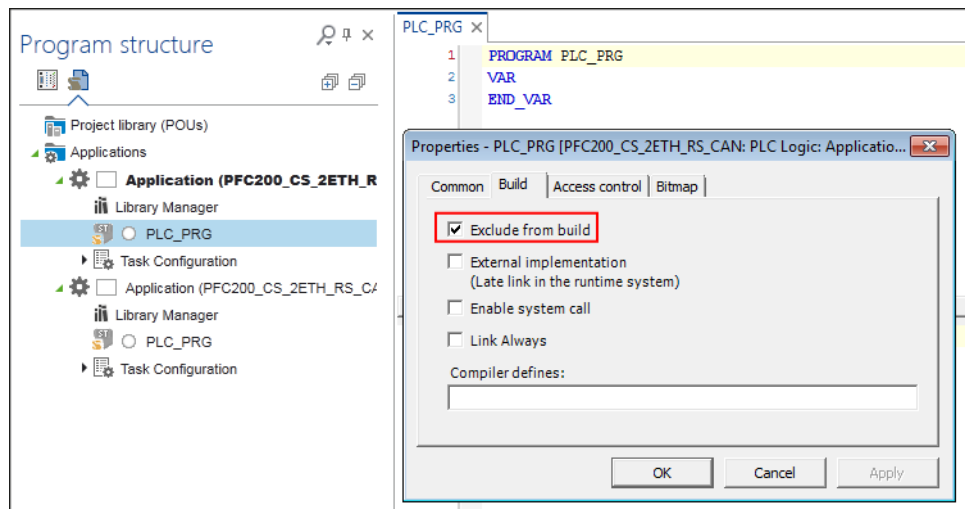 Program structure
Project library (POUs)
Applications
Application (PFC200_CS_2ETH_R
Library Manager
PLC_PRG
Task Configuration
Application (PFC200_CS_2ETH_RS_CA
Library Manager
PLC_PRG
Task Configuration
PLC_PRG
1 PROGRAM PLC_PRG
2 VAR
3 END_VAR
Properties - PLC_PRG [PFC200_CS_2ETH_RS_CAN: PLC Logic: Applicatio...
Common Build Access control Bitmap
Exclude from build
External implementation
(Late link in the runtime system)
Enable system call
Link Always
Compiler defines:
OK Cancel Apply